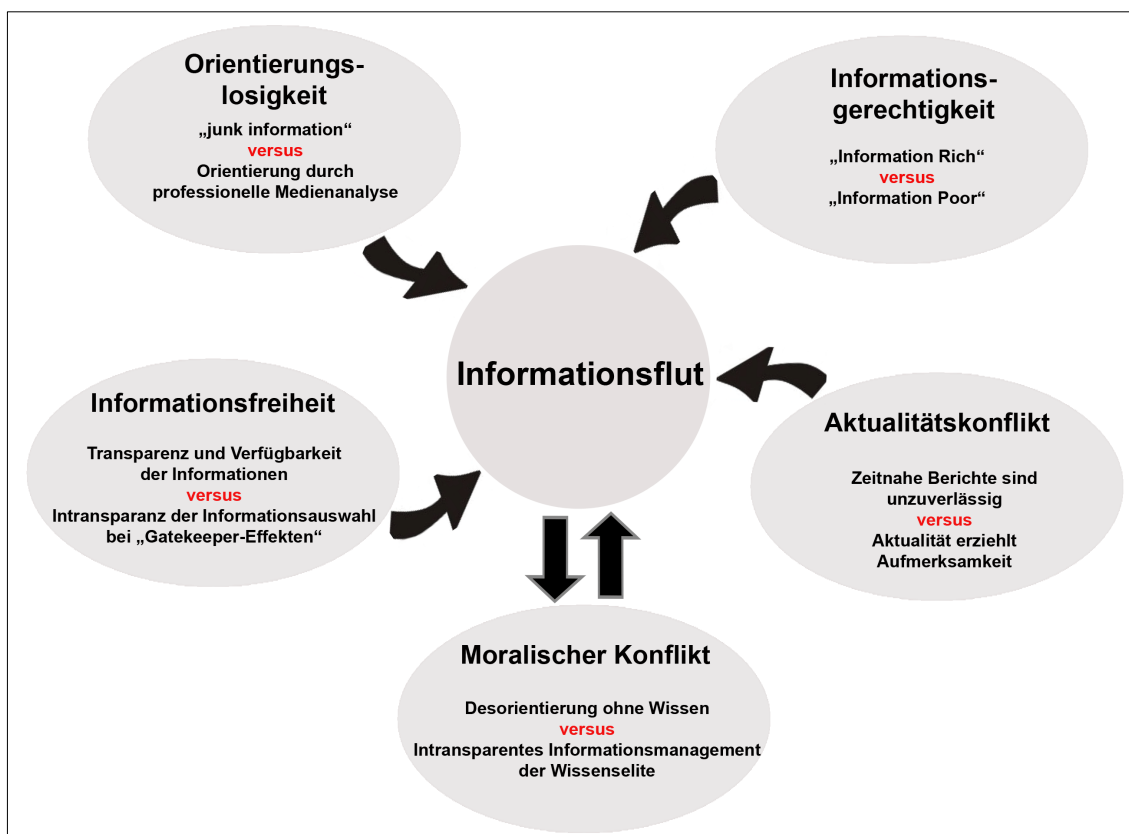 Orientierungs-
losigkeit
„junk information“
versus
Orientierung durch
professionelle Medienanalyse
Informations-
gerechtigkeit
„Information Rich“
versus
„Information Poor“
Informationsflut
Informationsfreiheit
Transparenz und Verfügbarkeit
der Informationen
versus
Intransparanz der Informationsauswahl
bei „Gatekeeper-Effekten“
Aktualitätskonflikt
Zeitnahe Berichte sind
unzuverlässig
versus
Aktualität erziehlt
Aufmerksamkeit
Moralischer Konflikt
Desorientierung ohne Wissen
versus
Intransparentes Informationsmanagement
der Wissenselite